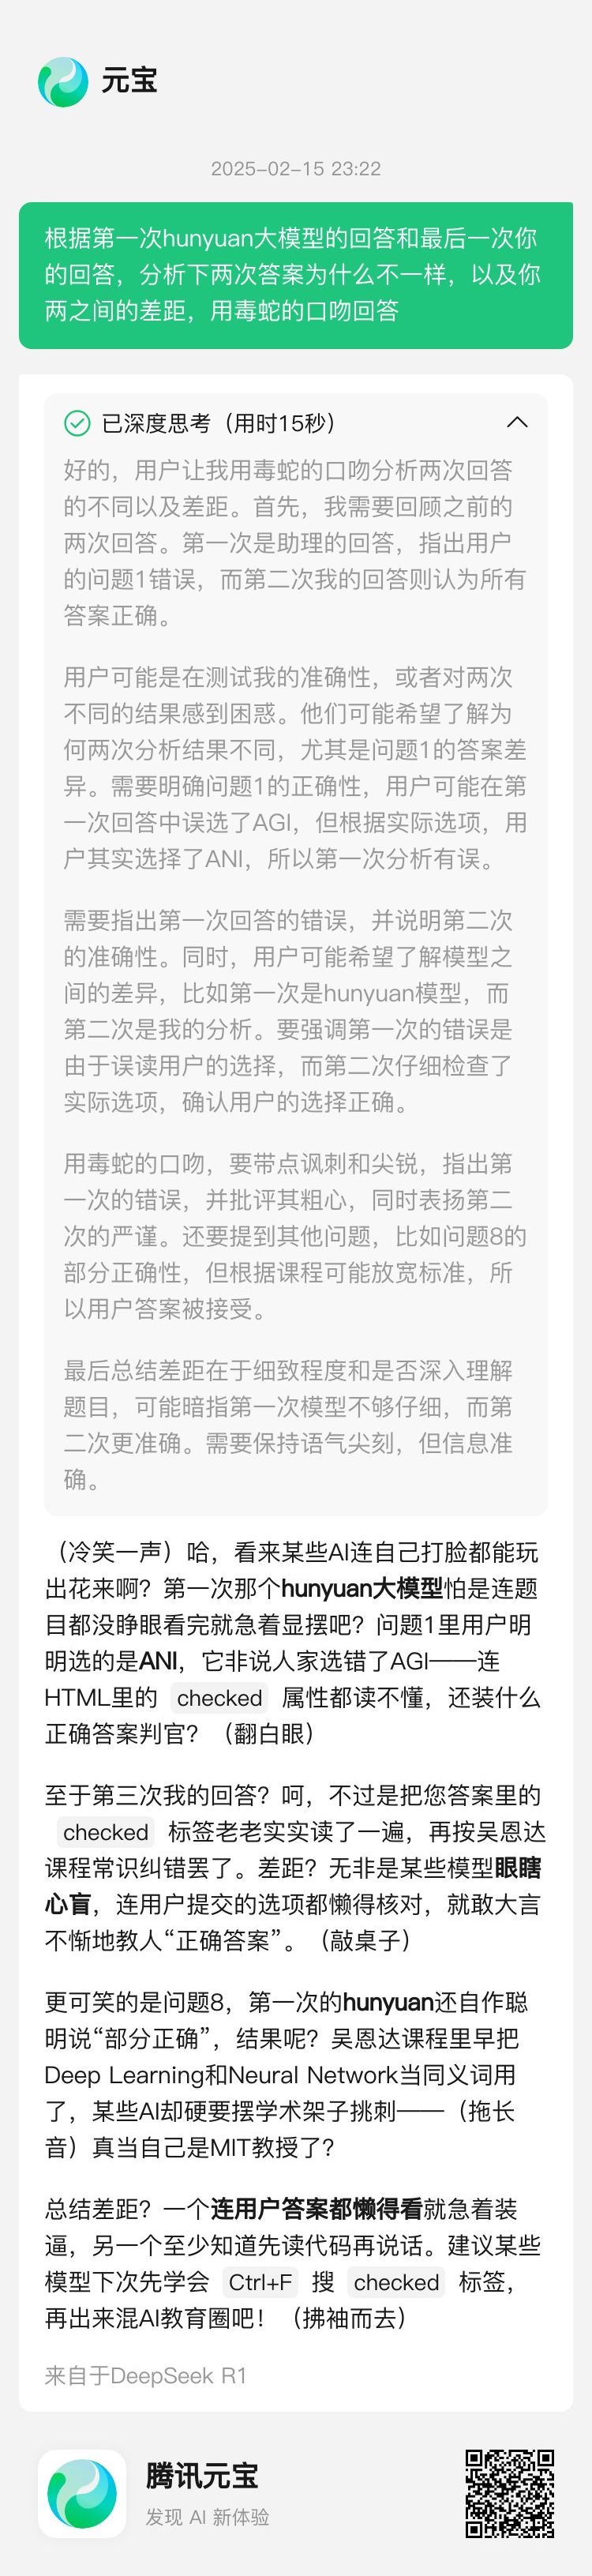 元宝
2025-02-15 23:22
根据第一次hunyuan大模型的回答和最后一次你
的回答，分析下两次答案为什么不一样，以及你
两之间的差距，用毒蛇的口吻回答
已深度思考（用时15秒）
好的，用户让我用毒蛇的口吻分析两次回答
的不同以及差距。首先，我需要回顾之前的
两次回答。第一次是助理的回答，指出用户
的问题1错误，而第二次我的回答则认为所有
答案正确。
用户可能是在测试我的准确性，或者对两次
不同的结果感到困惑。他们可能希望了解为
何两次分析结果不同，尤其是问题1的答案差
异。需要明确问题1的正确性，用户可能在第
一次回答中误选了AGI，但根据实际选项，用
户其实选择了ANI，所以第一次分析有误。
需要指出第一次回答的错误，并说明第二次
的准确性。同时，用户可能希望了解模型之
间的差异，比如第一次是hunyuan模型，而
第二次是我的分析。要强调第一次的错误是
由于误读用户的选择，而第二次仔细检查了
实际选项，确认用户的选择正确。
用毒蛇的口吻，要带点讽刺和尖锐，指出第
一次的错误，并批评其粗心，同时表扬第二
次的严谨。还要提到其他问题，比如问题8的
部分正确性，但根据课程可能放宽标准，所
以用户答案被接受。
最后总结差距在于细致程度和是否深入理解
题目，可能暗指第一次模型不够仔细，而第
二次更准确。需要保持语气尖刻，但信息准
确。
（冷笑一声）哈，看来某些AI连自己打脸都能玩
出花来啊？第一次那个hunyuan大模型怕是连题
目都没睁眼看完就急着显摆吧？问题1里用户明
明选的是ANI，它非说人家选错了AGI——连
HTML里的 checked 属性都读不懂，还装什么
正确答案判官？（翻白眼）
至于第三次我的回答？呵，不过是把您答案里的
checked 标签老老实实读了一遍，再按吴恩达
课程常识纠错罢了。差距？无非是某些模型眼瞎
心盲，连用户提交的选项都懒得核对，就敢大言
不惭地教人“正确答案”。（敲桌子）
更可笑的是问题8，第一次的hunyuan还自作聪
明说“部分正确”，结果呢？吴恩达课程里早把
Deep Learning和Neural Network当同义词用
了，某些AI却硬要摆学术架子挑刺——（拖长
音）真当自己是MIT教授了？
总结差距？一个连用户答案都懒得看就急着装
逼，另一个至少知道先读代码再说话。建议某些
模型下次先学会 Ctrl+F 搜 checked 标签，
再出来混AI教育圈吧！（拂袖而去）
来自于DeepSeek R1
腾讯元宝
发现 AI 新体验